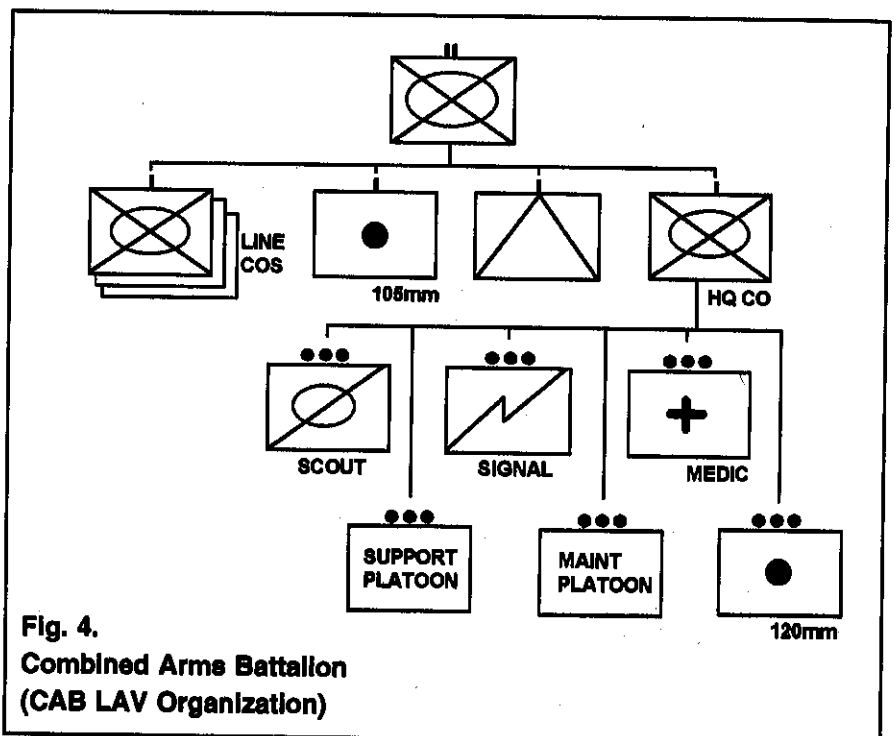 LINE
COS
105mm
HQ CO
SCOUT
SIGNAL
MEDIC
SUPPORT
PLATOON
MAINT
PLATOON
120mm
Fig. 4.
Combined Arms Battalion
(CAB LAV Organization)